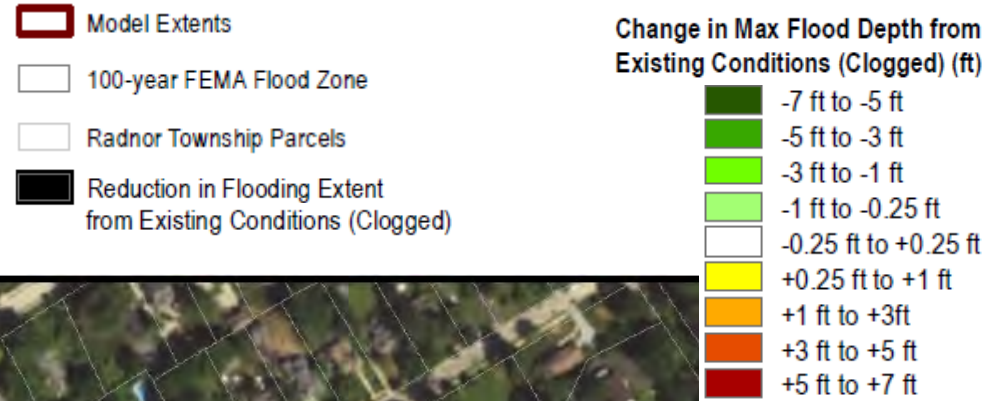 Model Extents
100-year FEMA Flood Zone
Radnor Township Parcels
Reduction in Flooding Extent
from Existing Conditions (Clogged)
Change in Max Flood Depth from
Existing Conditions (Clogged) (ft)
-7 ft to -5 ft
-5 ft to -3 ft
-3 ft to -1 ft
-1 ft to -0.25 ft
-0.25 ft to +0.25 ft
+0.25 ft to +1 ft
+1 ft to +3ft
+3 ft to +5 ft
+5 ft to +7 ft